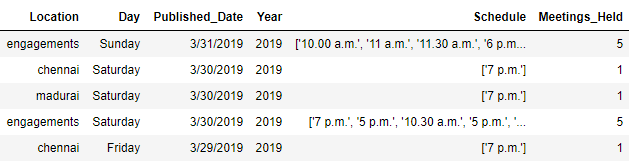 Location Day Published_Date Year Schedule Meetings_Held
engagements Sunday 3/31/2019 2019 ['10.00 a.m.', '11 a.m.', '11.30 a.m.', '6 p.m... 5
chennai Saturday 3/30/2019 2019 ['7 p.m.'] 1
madurai Saturday 3/30/2019 2019 ['7 p.m.'] 1
engagements Saturday 3/30/2019 2019 ['7 p.m.', '5 p.m.', '10.30 a.m.', '5 p.m.', '... 5
chennai Friday 3/29/2019 2019 ['7 p.m.'] 1